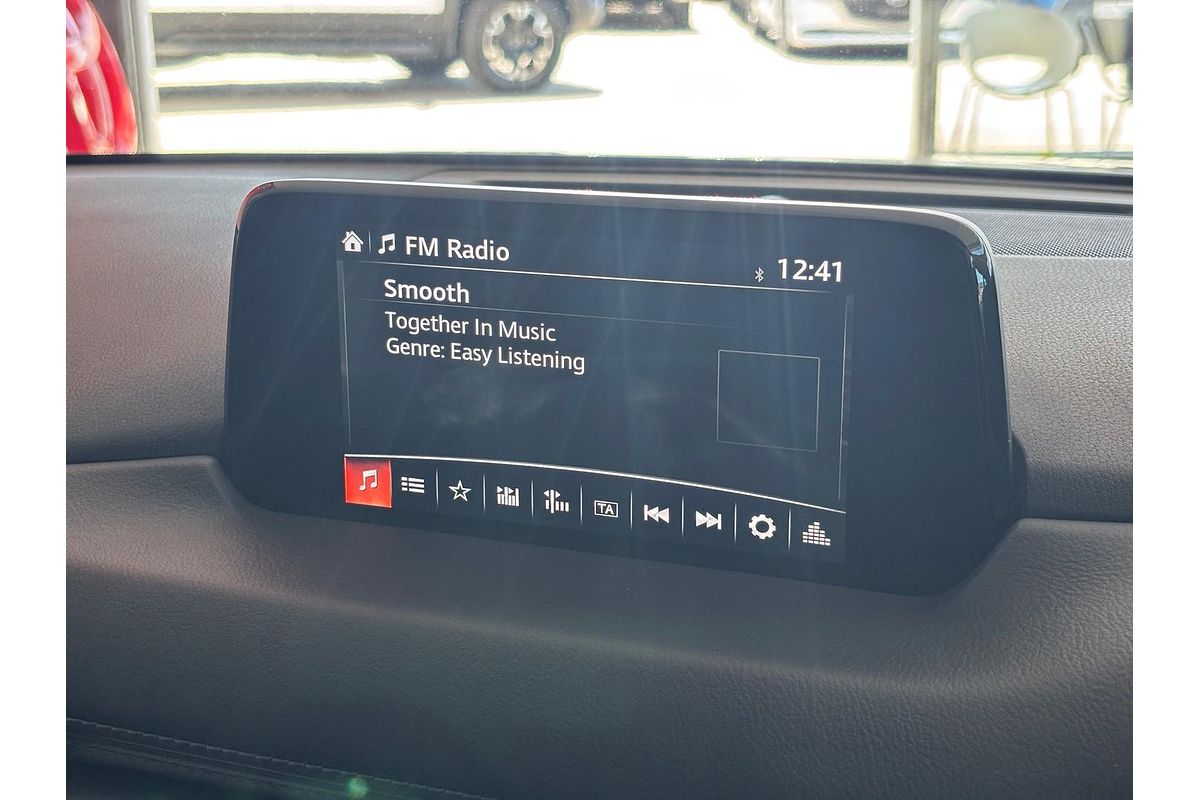 FM Radio
12:41
Smooth
Together In Music
Genre: Easy Listening
TA